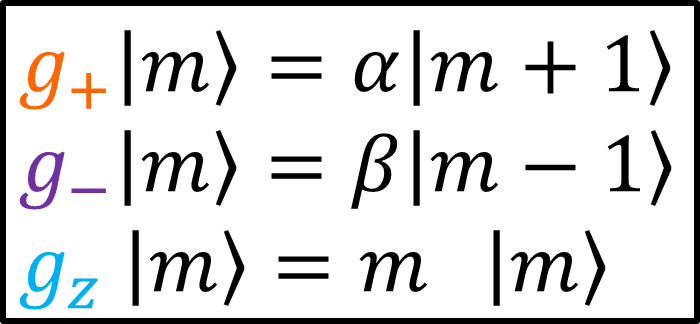 g₊|m⟩ = α|m + 1⟩
g₋|m⟩ = β|m − 1⟩
g_z |m⟩ = m |m⟩